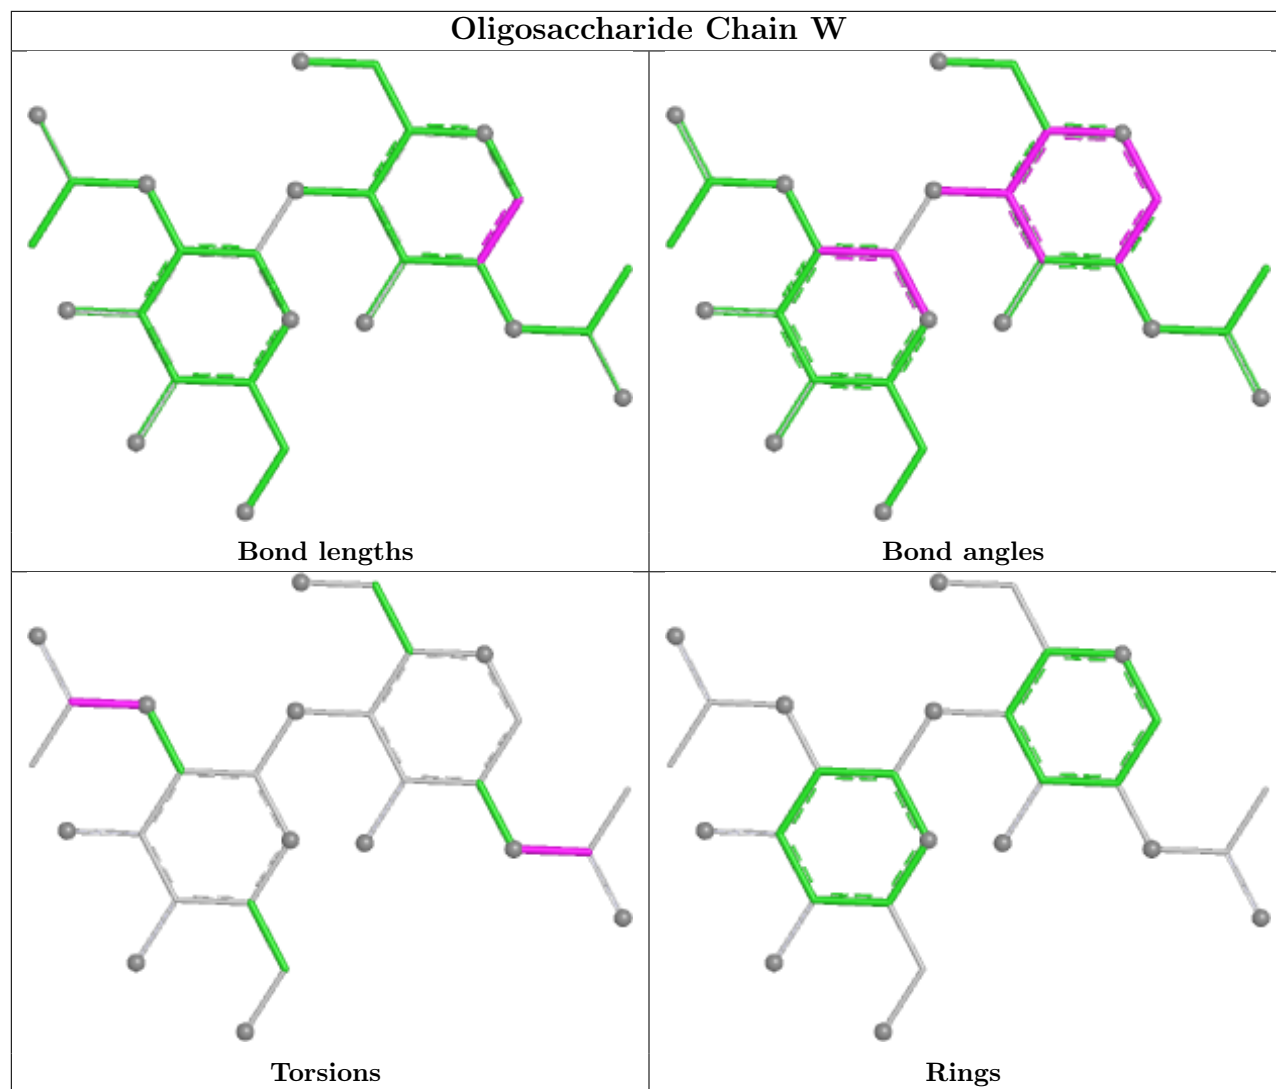 Oligosaccharide Chain W
Bond lengths
Bond angles
Torsions
Rings